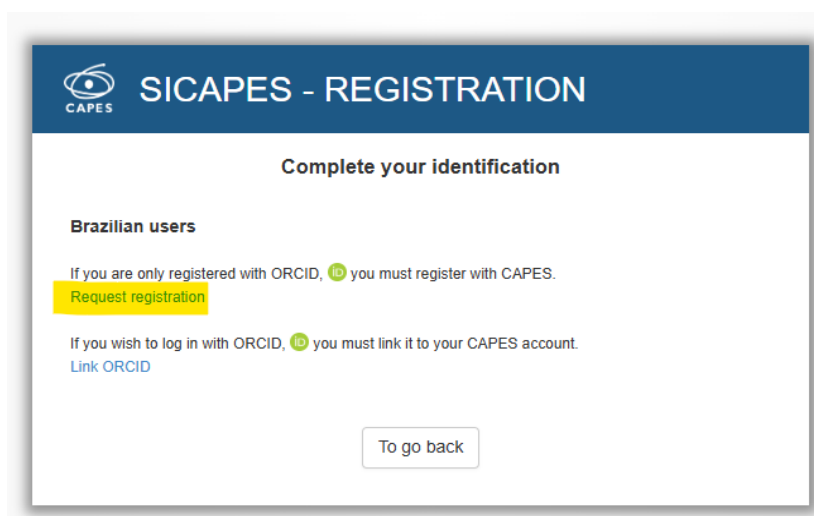 CAPES
SICAPES - REGISTRATION
Complete your identification
Brazilian users
If you are only registered with ORCID, iD you must register with CAPES.
Request registration
If you wish to log in with ORCID, iD you must link it to your CAPES account.
Link ORCID
To go back